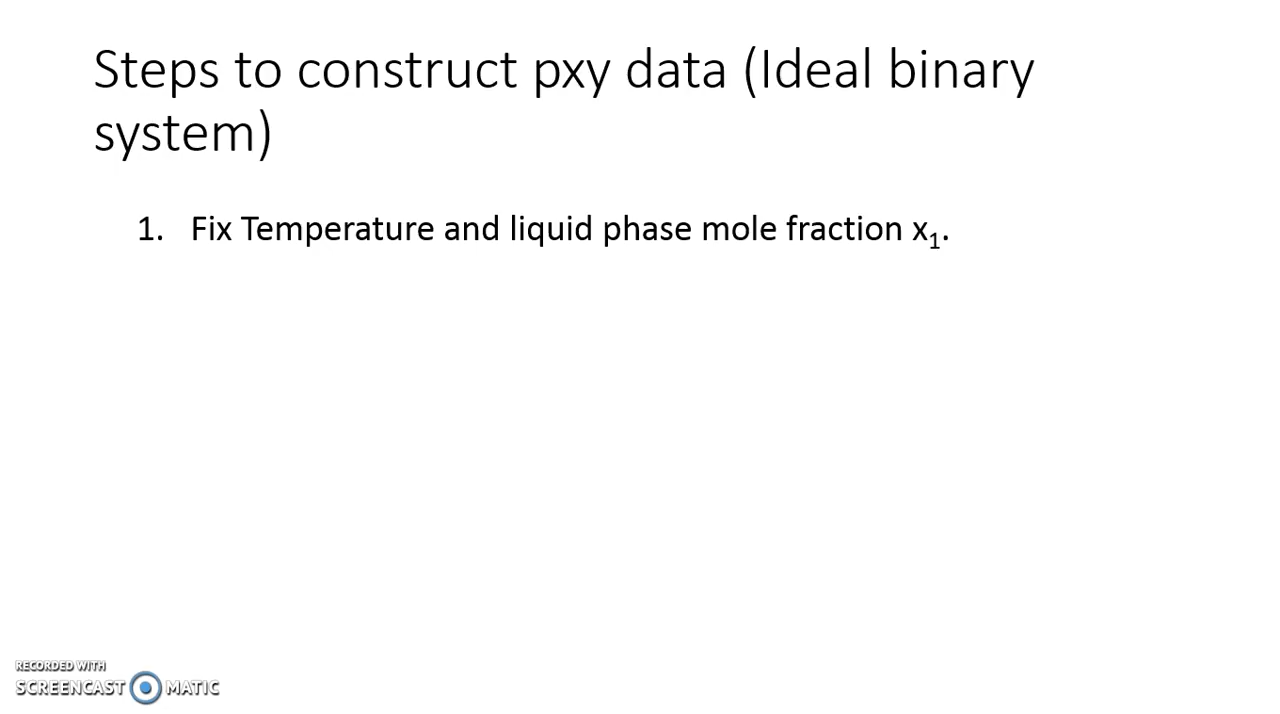 Steps to construct pxy data (Ideal binary
system)
1. Fix Temperature and liquid phase mole fraction x₁.
RECORDED WITH
SCREENCAST MATIC